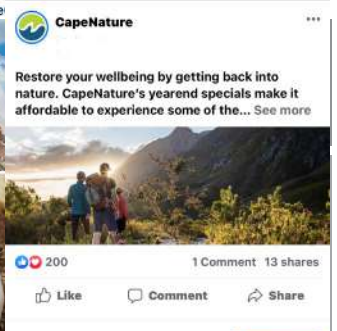 CapeNature
Restore your wellbeing by getting back into
nature. CapeNature's yearend specials make it
affordable to experience some of the... See more
200 1 Comment 13 shares
Like Comment Share